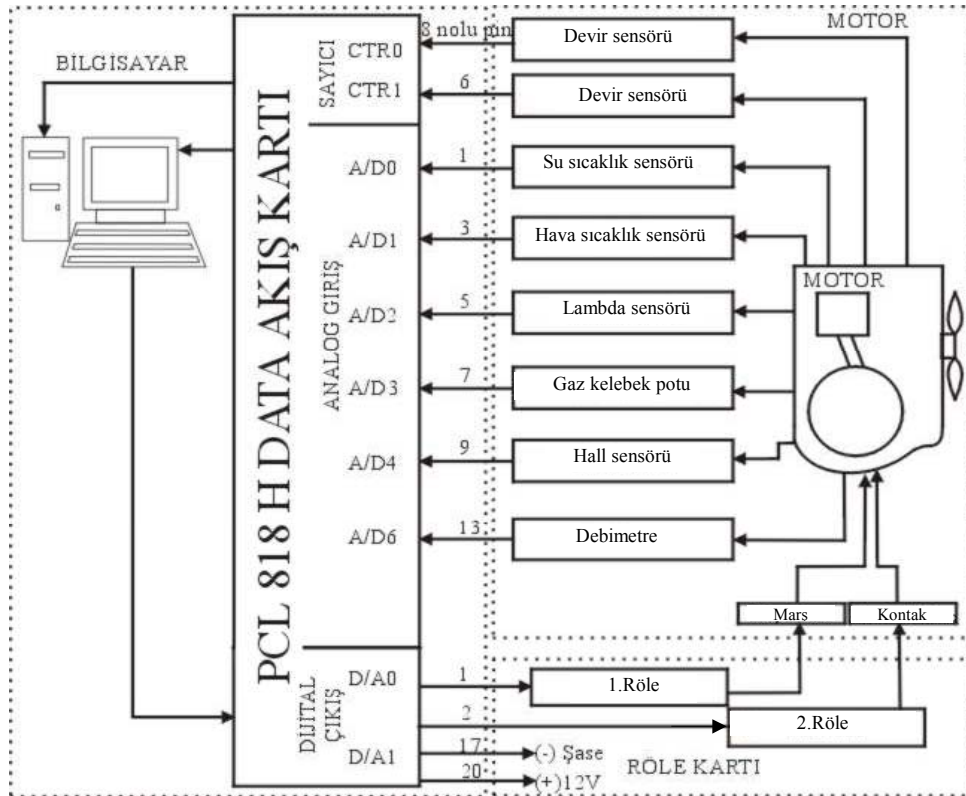 BİLGİSAYAR
PCL 818 H DATA AKIŞ KARTI
SAYICI
CTR0
CTR1
ANALOG GİRİŞ
A/D0
A/D1
A/D2
A/D3
A/D4
A/D6
DİJİTAL
ÇIKIŞ
D/A0
D/A1
8 nolu pin
6
1
3
5
7
9
13
1
2
17
20
(-) Şase
(+)12V
MOTOR
Devir sensörü
Devir sensörü
Su sıcaklık sensörü
Hava sıcaklık sensörü
Lambda sensörü
Gaz kelebek potu
Hall sensörü
Debimetre
MOTOR
Mars
Kontak
1.Röle
2.Röle
RÖLE KARTI